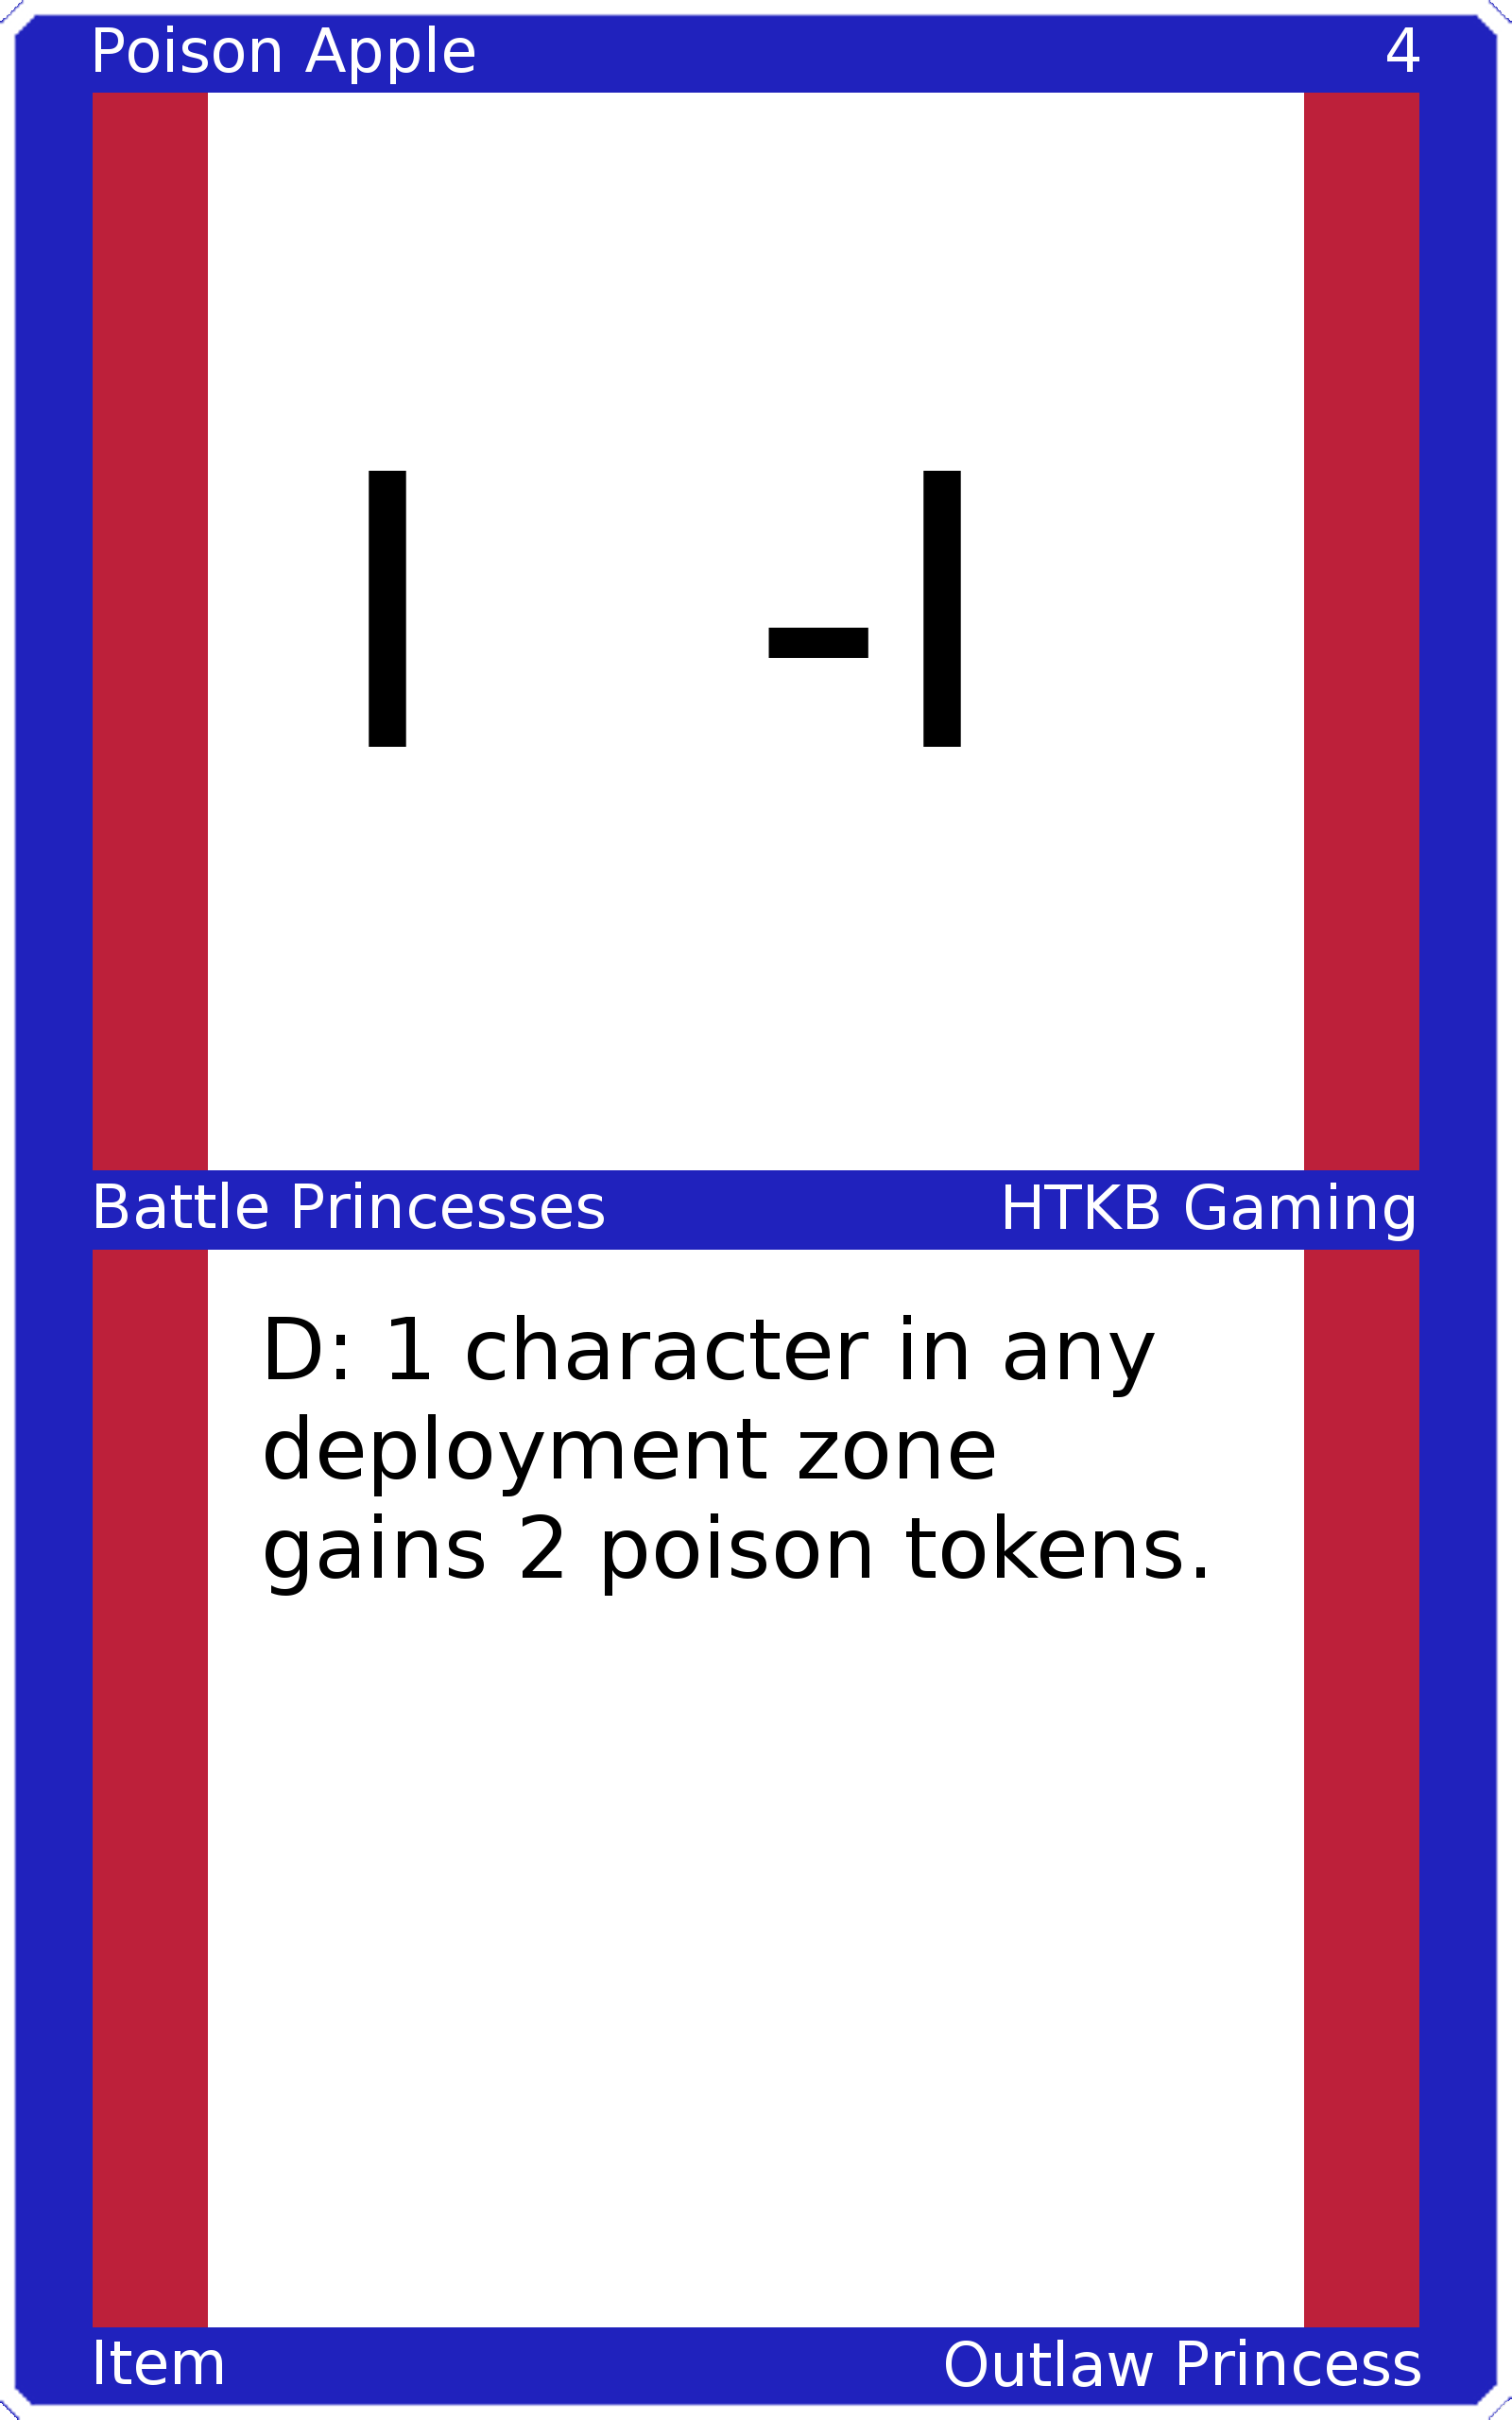 Poison Apple 4
I -I
Battle Princesses HTKB Gaming
D: 1 character in any
deployment zone
gains 2 poison tokens.
Item Outlaw Princess